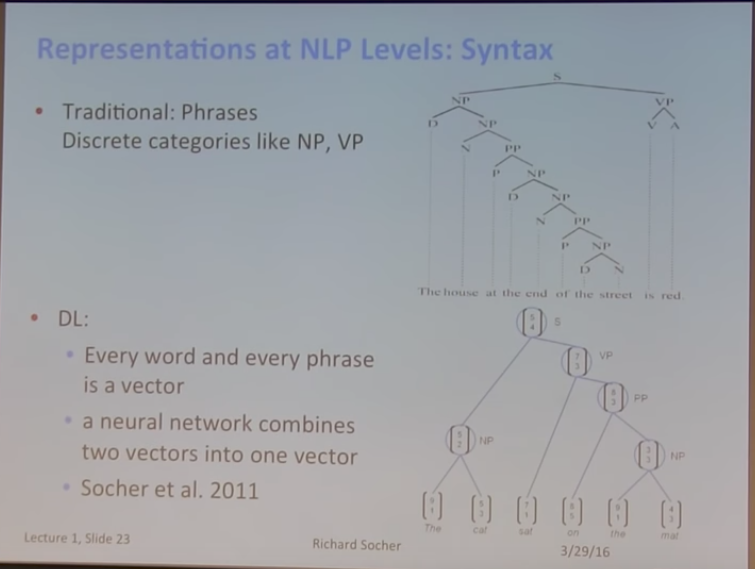 Representations at NLP Levels: Syntax
• Traditional: Phrases
Discrete categories like NP, VP
S
NP VP
D NP V A
N PP
P NP
D NP
N PP
P NP
D N
The house at the end of the street is red.
• DL:
• Every word and every phrase
is a vector
• a neural network combines
two vectors into one vector
• Socher et al. 2011
S
VP
PP
NP NP
The cat sat on the mat
Lecture 1, Slide 23 Richard Socher 3/29/16